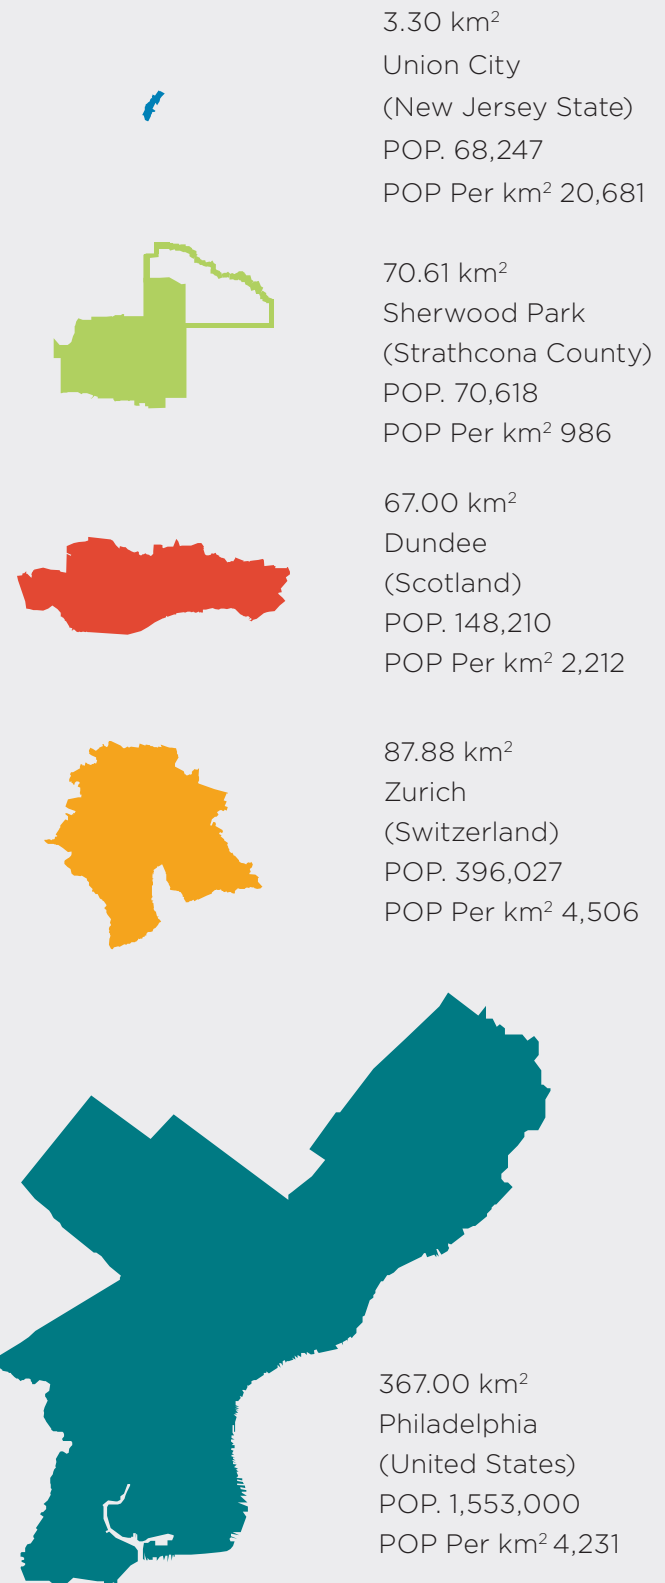 3.30 km²
Union City
(New Jersey State)
POP. 68,247
POP Per km² 20,681
70.61 km²
Sherwood Park
(Strathcona County)
POP. 70,618
POP Per km² 986
67.00 km²
Dundee
(Scotland)
POP. 148,210
POP Per km² 2,212
87.88 km²
Zurich
(Switzerland)
POP. 396,027
POP Per km² 4,506
367.00 km²
Philadelphia
(United States)
POP. 1,553,000
POP Per km² 4,231